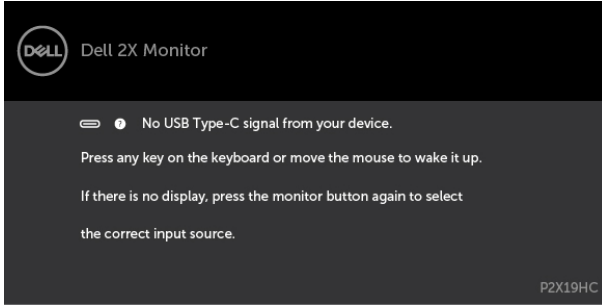 DELL
Dell 2X Monitor
? No USB Type-C signal from your device.
Press any key on the keyboard or move the mouse to wake it up.
If there is no display, press the monitor button again to select
the correct input source.
P2X19HC